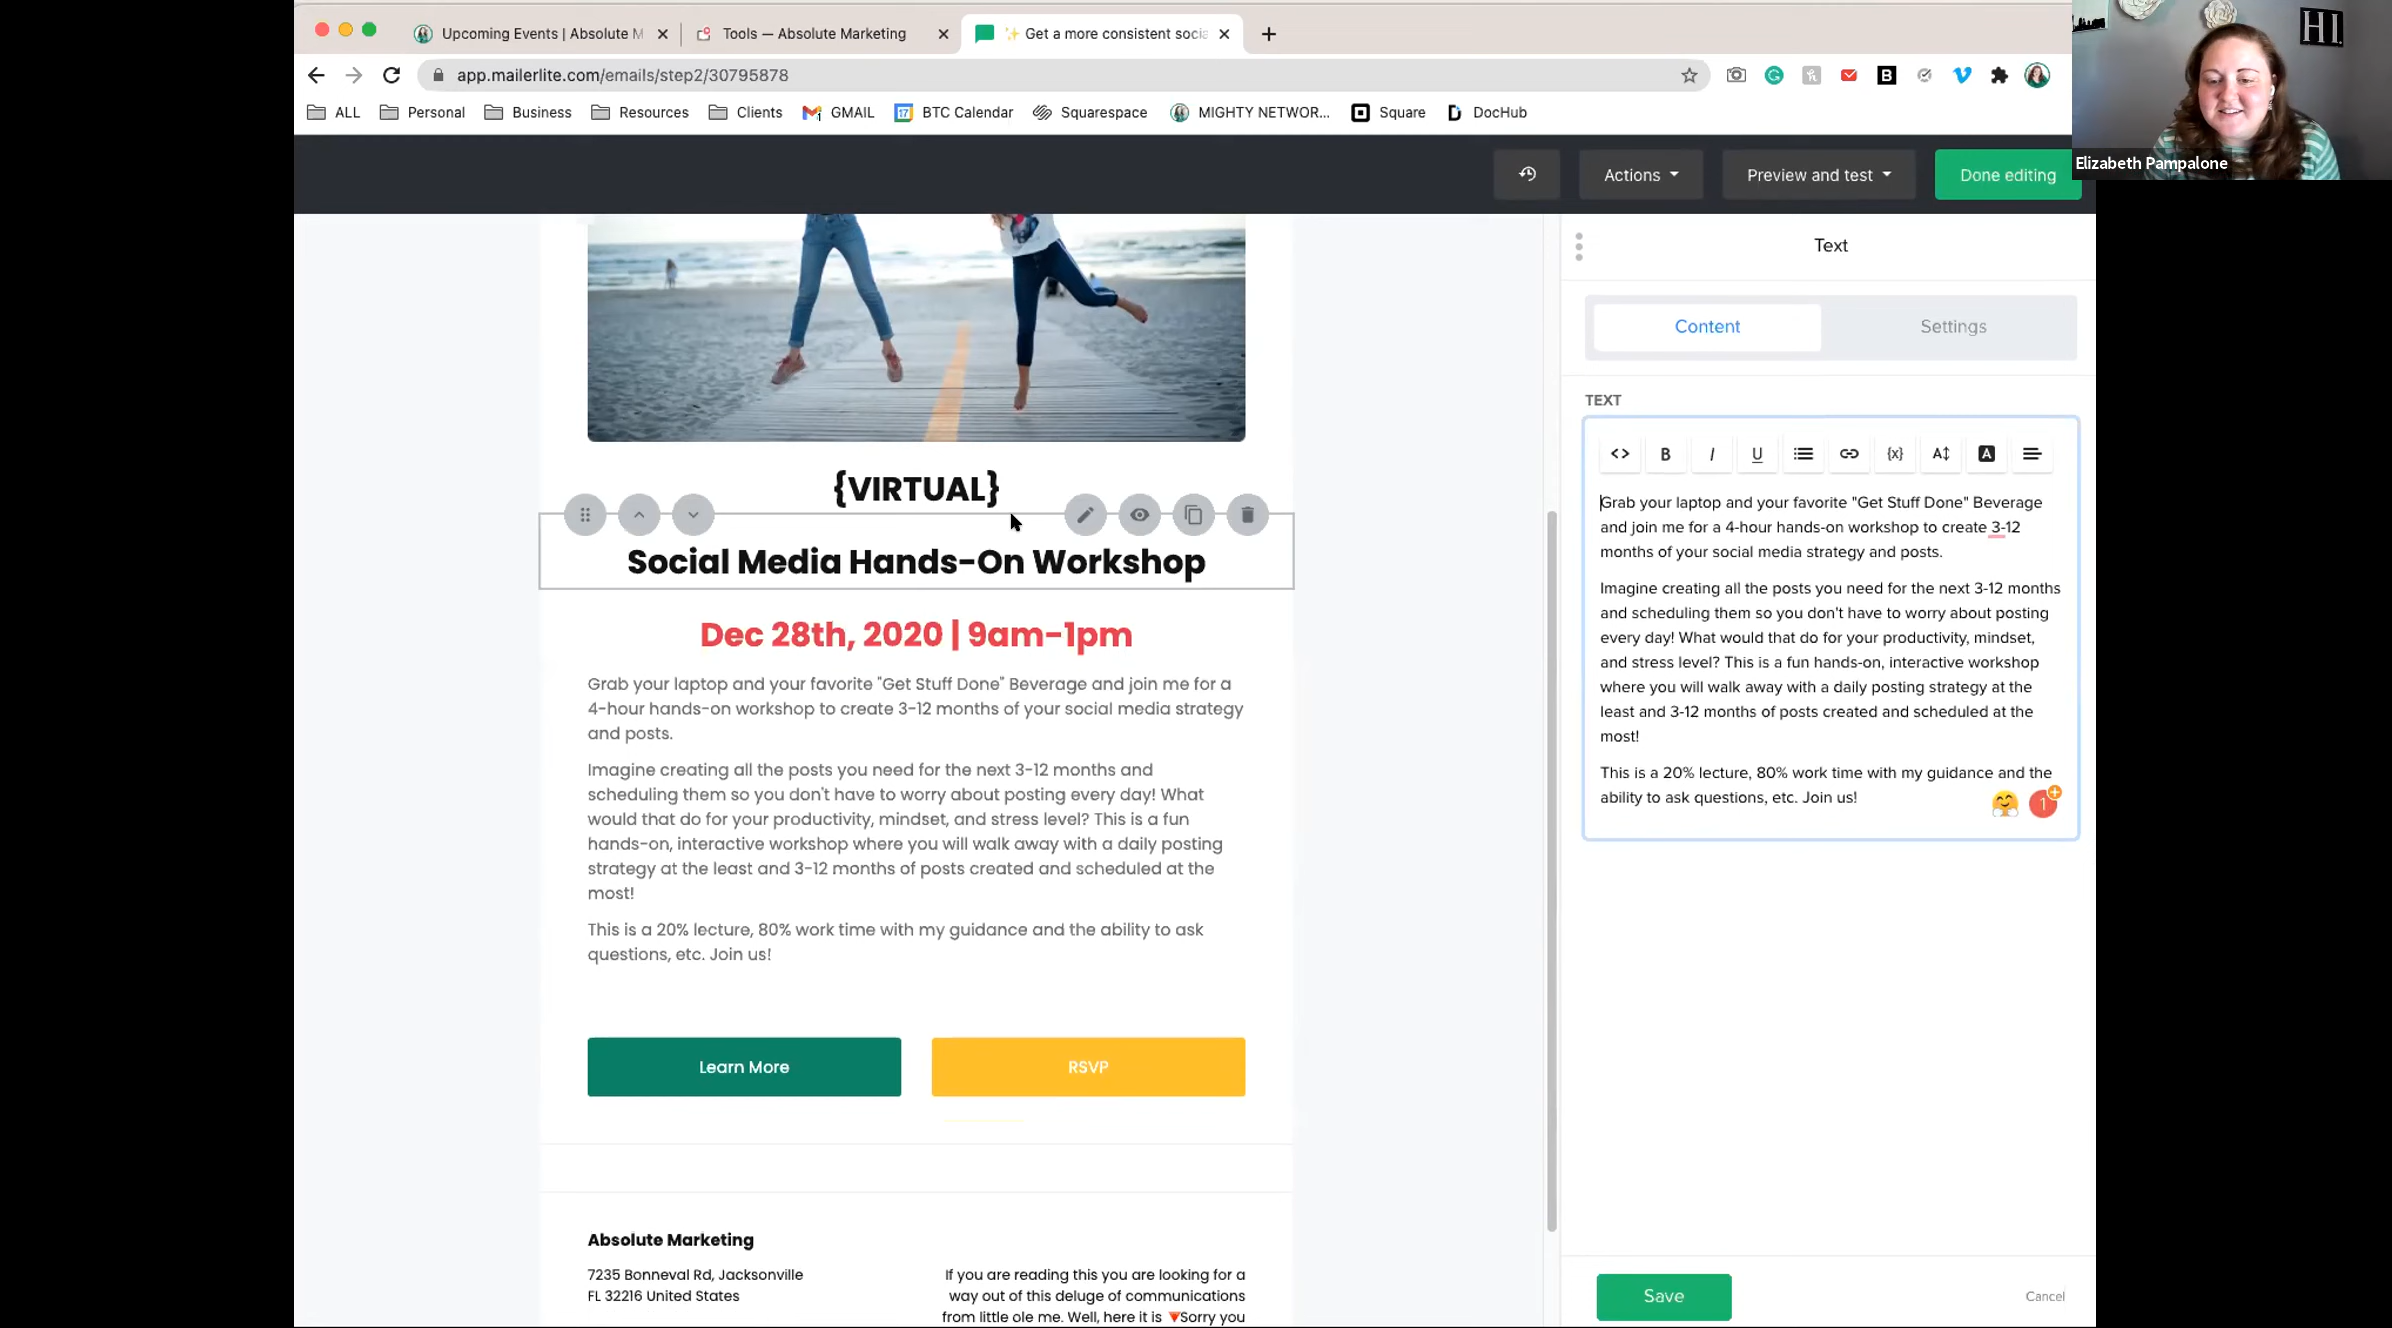 Upcoming Events | Absolute M
Tools — Absolute Marketing
✨ Get a more consistent socia
app.mailerlite.com/emails/step2/30795878
ALL
Personal
Business
Resources
Clients
GMAIL
17
BTC Calendar
Squarespace
MIGHTY NETWOR...
Square
DocHub
HI.
Elizabeth Pampalone
Actions
Preview and test
Done editing
{VIRTUAL}
Social Media Hands-On Workshop
Dec 28th, 2020 | 9am-1pm
Grab your laptop and your favorite "Get Stuff Done" Beverage and join me for a
4-hour hands-on workshop to create 3-12 months of your social media strategy
and posts.
Imagine creating all the posts you need for the next 3-12 months and
scheduling them so you don't have to worry about posting every day! What
would that do for your productivity, mindset, and stress level? This is a fun
hands-on, interactive workshop where you will walk away with a daily posting
strategy at the least and 3-12 months of posts created and scheduled at the
most!
This is a 20% lecture, 80% work time with my guidance and the ability to ask
questions, etc. Join us!
Learn More
RSVP
Absolute Marketing
7235 Bonneval Rd, Jacksonville
FL 32216 United States
If you are reading this you are looking for a
way out of this deluge of communications
from little ole me. Well, here it is 🔻Sorry you
Text
Content
Settings
TEXT
<> B I U {x} A A
Grab your laptop and your favorite "Get Stuff Done" Beverage
and join me for a 4-hour hands-on workshop to create 3-12
months of your social media strategy and posts.
Imagine creating all the posts you need for the next 3-12 months
and scheduling them so you don't have to worry about posting
every day! What would that do for your productivity, mindset,
and stress level? This is a fun hands-on, interactive workshop
where you will walk away with a daily posting strategy at the
least and 3-12 months of posts created and scheduled at the
most!
This is a 20% lecture, 80% work time with my guidance and the
ability to ask questions, etc. Join us!
1
Save
Cancel